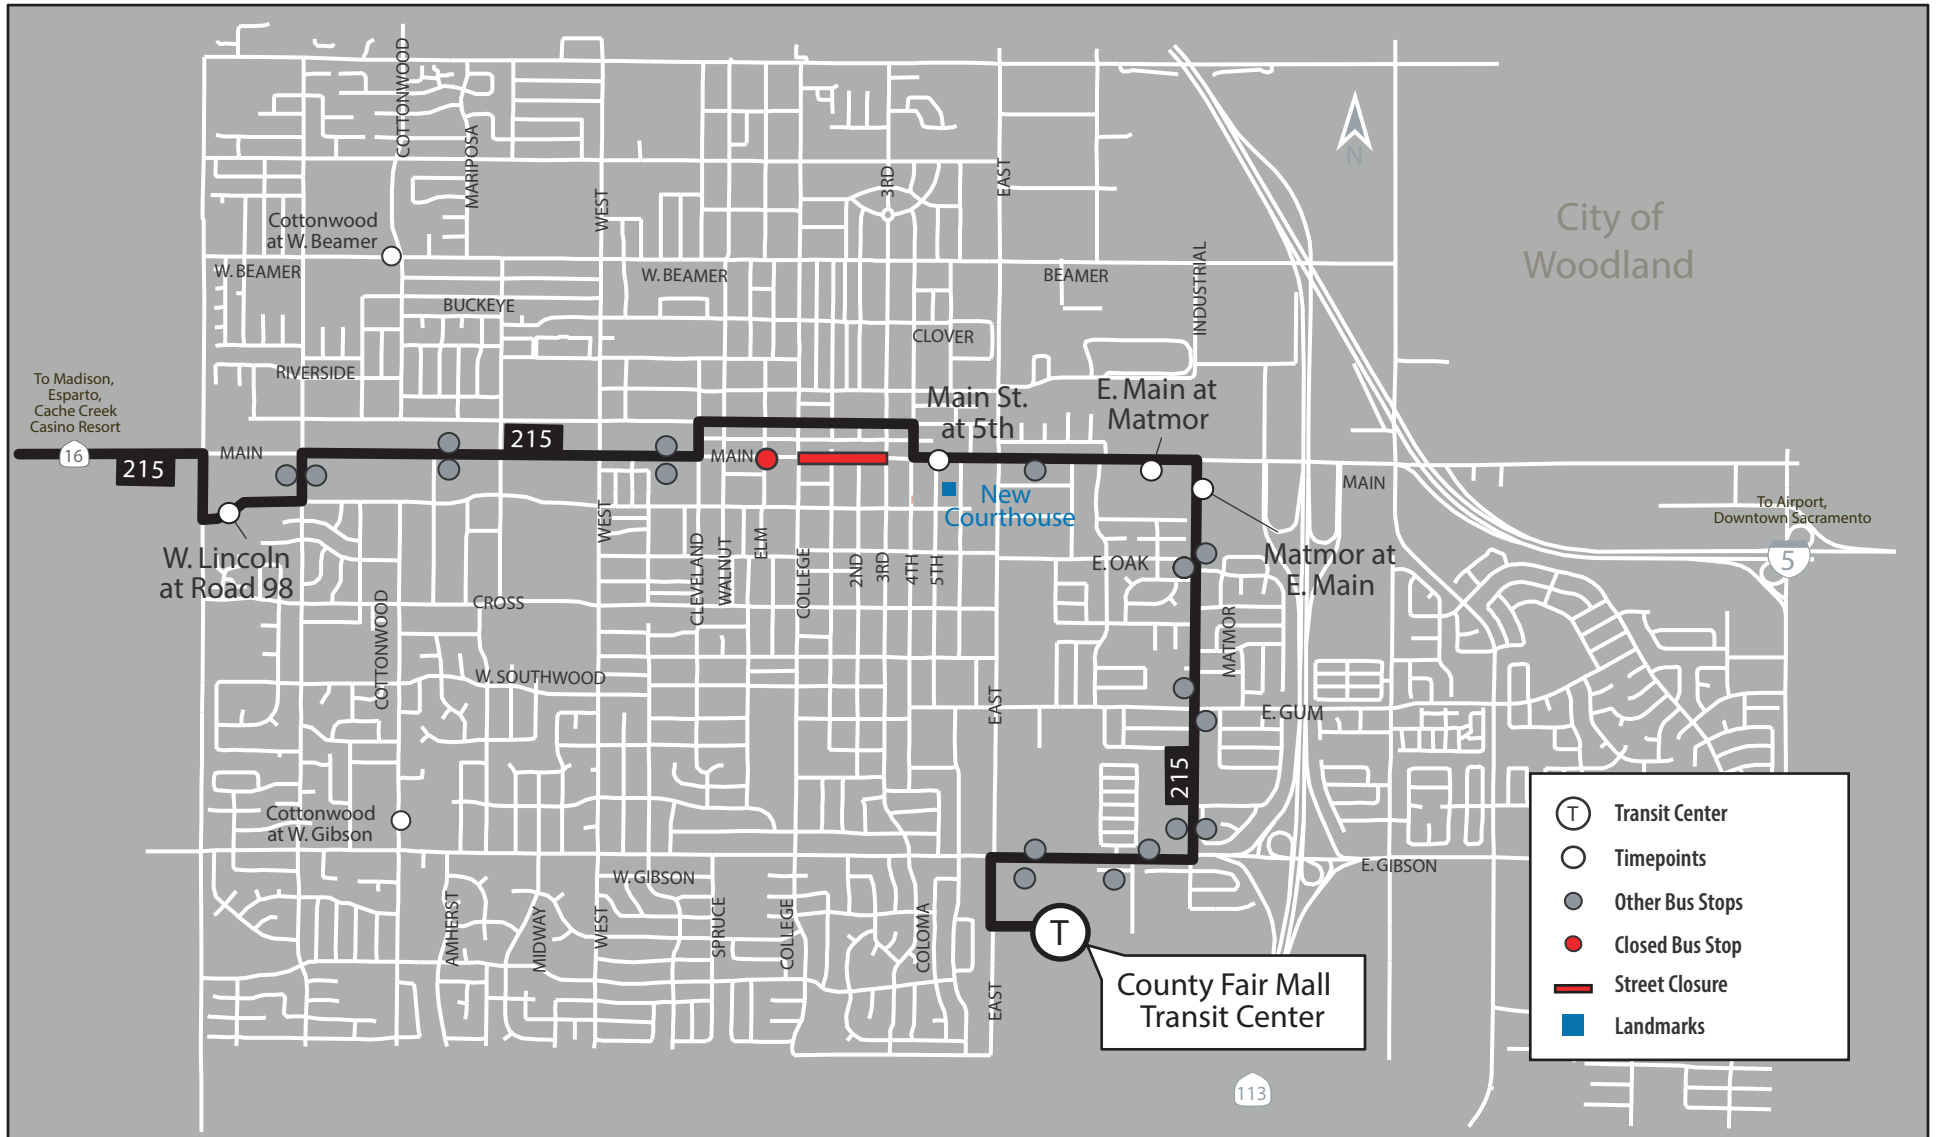 COTTONWOOD
MARIPOSA
WEST
3RD
EAST
N
City of
Woodland
Cottonwood
at W. Beamer
W. BEAMER
W. BEAMER
BEAMER
INDUSTRIAL
BUCKEYE
CLOVER
RIVERSIDE
To Madison,
Esparto,
Cache Creek
Casino Resort
16
215
MAIN
215
MAIN
Main St.
at 5th
E. Main at
Matmor
MAIN
New
Courthouse
To Airport,
Downtown Sacramento
5
W. Lincoln
at Road 98
WEST
CLEVELAND
WALNUT
ELM
COLLEGE
2ND
3RD
4TH
5TH
E. OAK
Matmor at
E. Main
CROSS
COTTONWOOD
MATMOR
W. SOUTHWOOD
EAST
E. GUM
215
Cottonwood
at W. Gibson
W. GIBSON
E. GIBSON
AMHERST
MIDWAY
WEST
SPRUCE
COLLEGE
COLOMA
EAST
T
County Fair Mall
Transit Center
113
T
Transit Center
Timepoints
Other Bus Stops
Closed Bus Stop
Street Closure
Landmarks